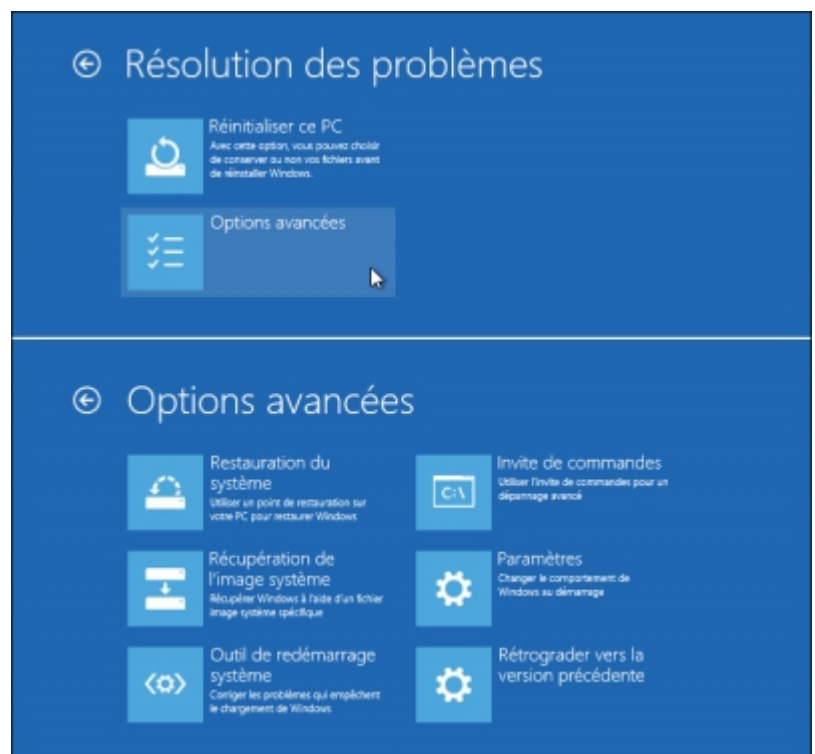 Résolution des problèmes
Réinitialiser ce PC
Avec cette option, vous pouvez choisir
de conserver ou non vos fichiers avant
de réinstaller Windows.
Options avancées
Options avancées
Restauration du
système
Utiliser un point de restauration sur
votre PC pour restaurer Windows
Récupération de
l'image système
Récupérer Windows à l'aide d'un fichier
image système spécifique
Outil de redémarrage
système
Corriger les problèmes qui empêchent
le chargement de Windows
C:\
Invite de commandes
Utiliser l'invite de commandes pour un
dépannage avancé
Paramètres
Changer le comportement de
Windows au démarrage
Rétrograder vers la
version précédente